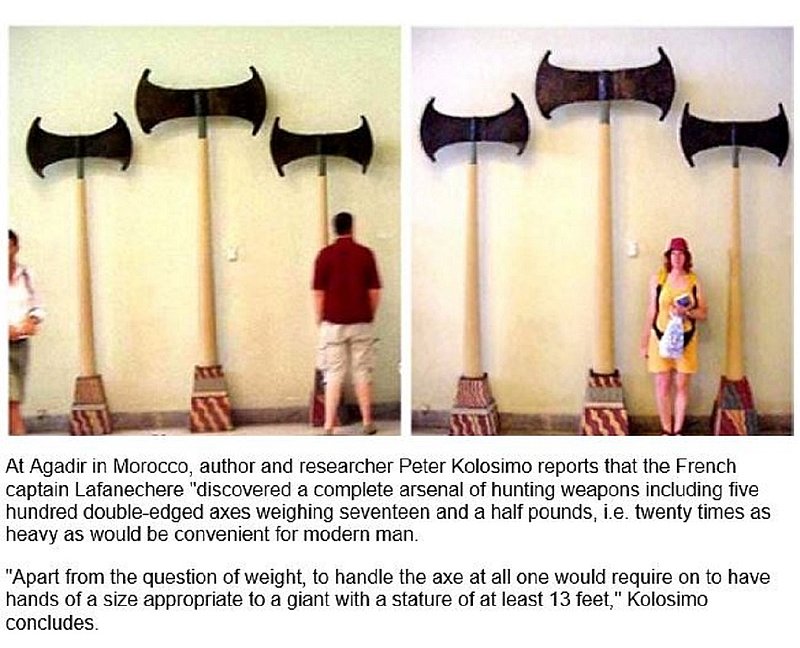 At Agadir in Morocco, author and researcher Peter Kolosimo reports that the French
captain Lafanechere "discovered a complete arsenal of hunting weapons including five
hundred double-edged axes weighing seventeen and a half pounds, i.e. twenty times as
heavy as would be convenient for modern man.
"Apart from the question of weight, to handle the axe at all one would require on to have
hands of a size appropriate to a giant with a stature of at least 13 feet," Kolosimo
concludes.